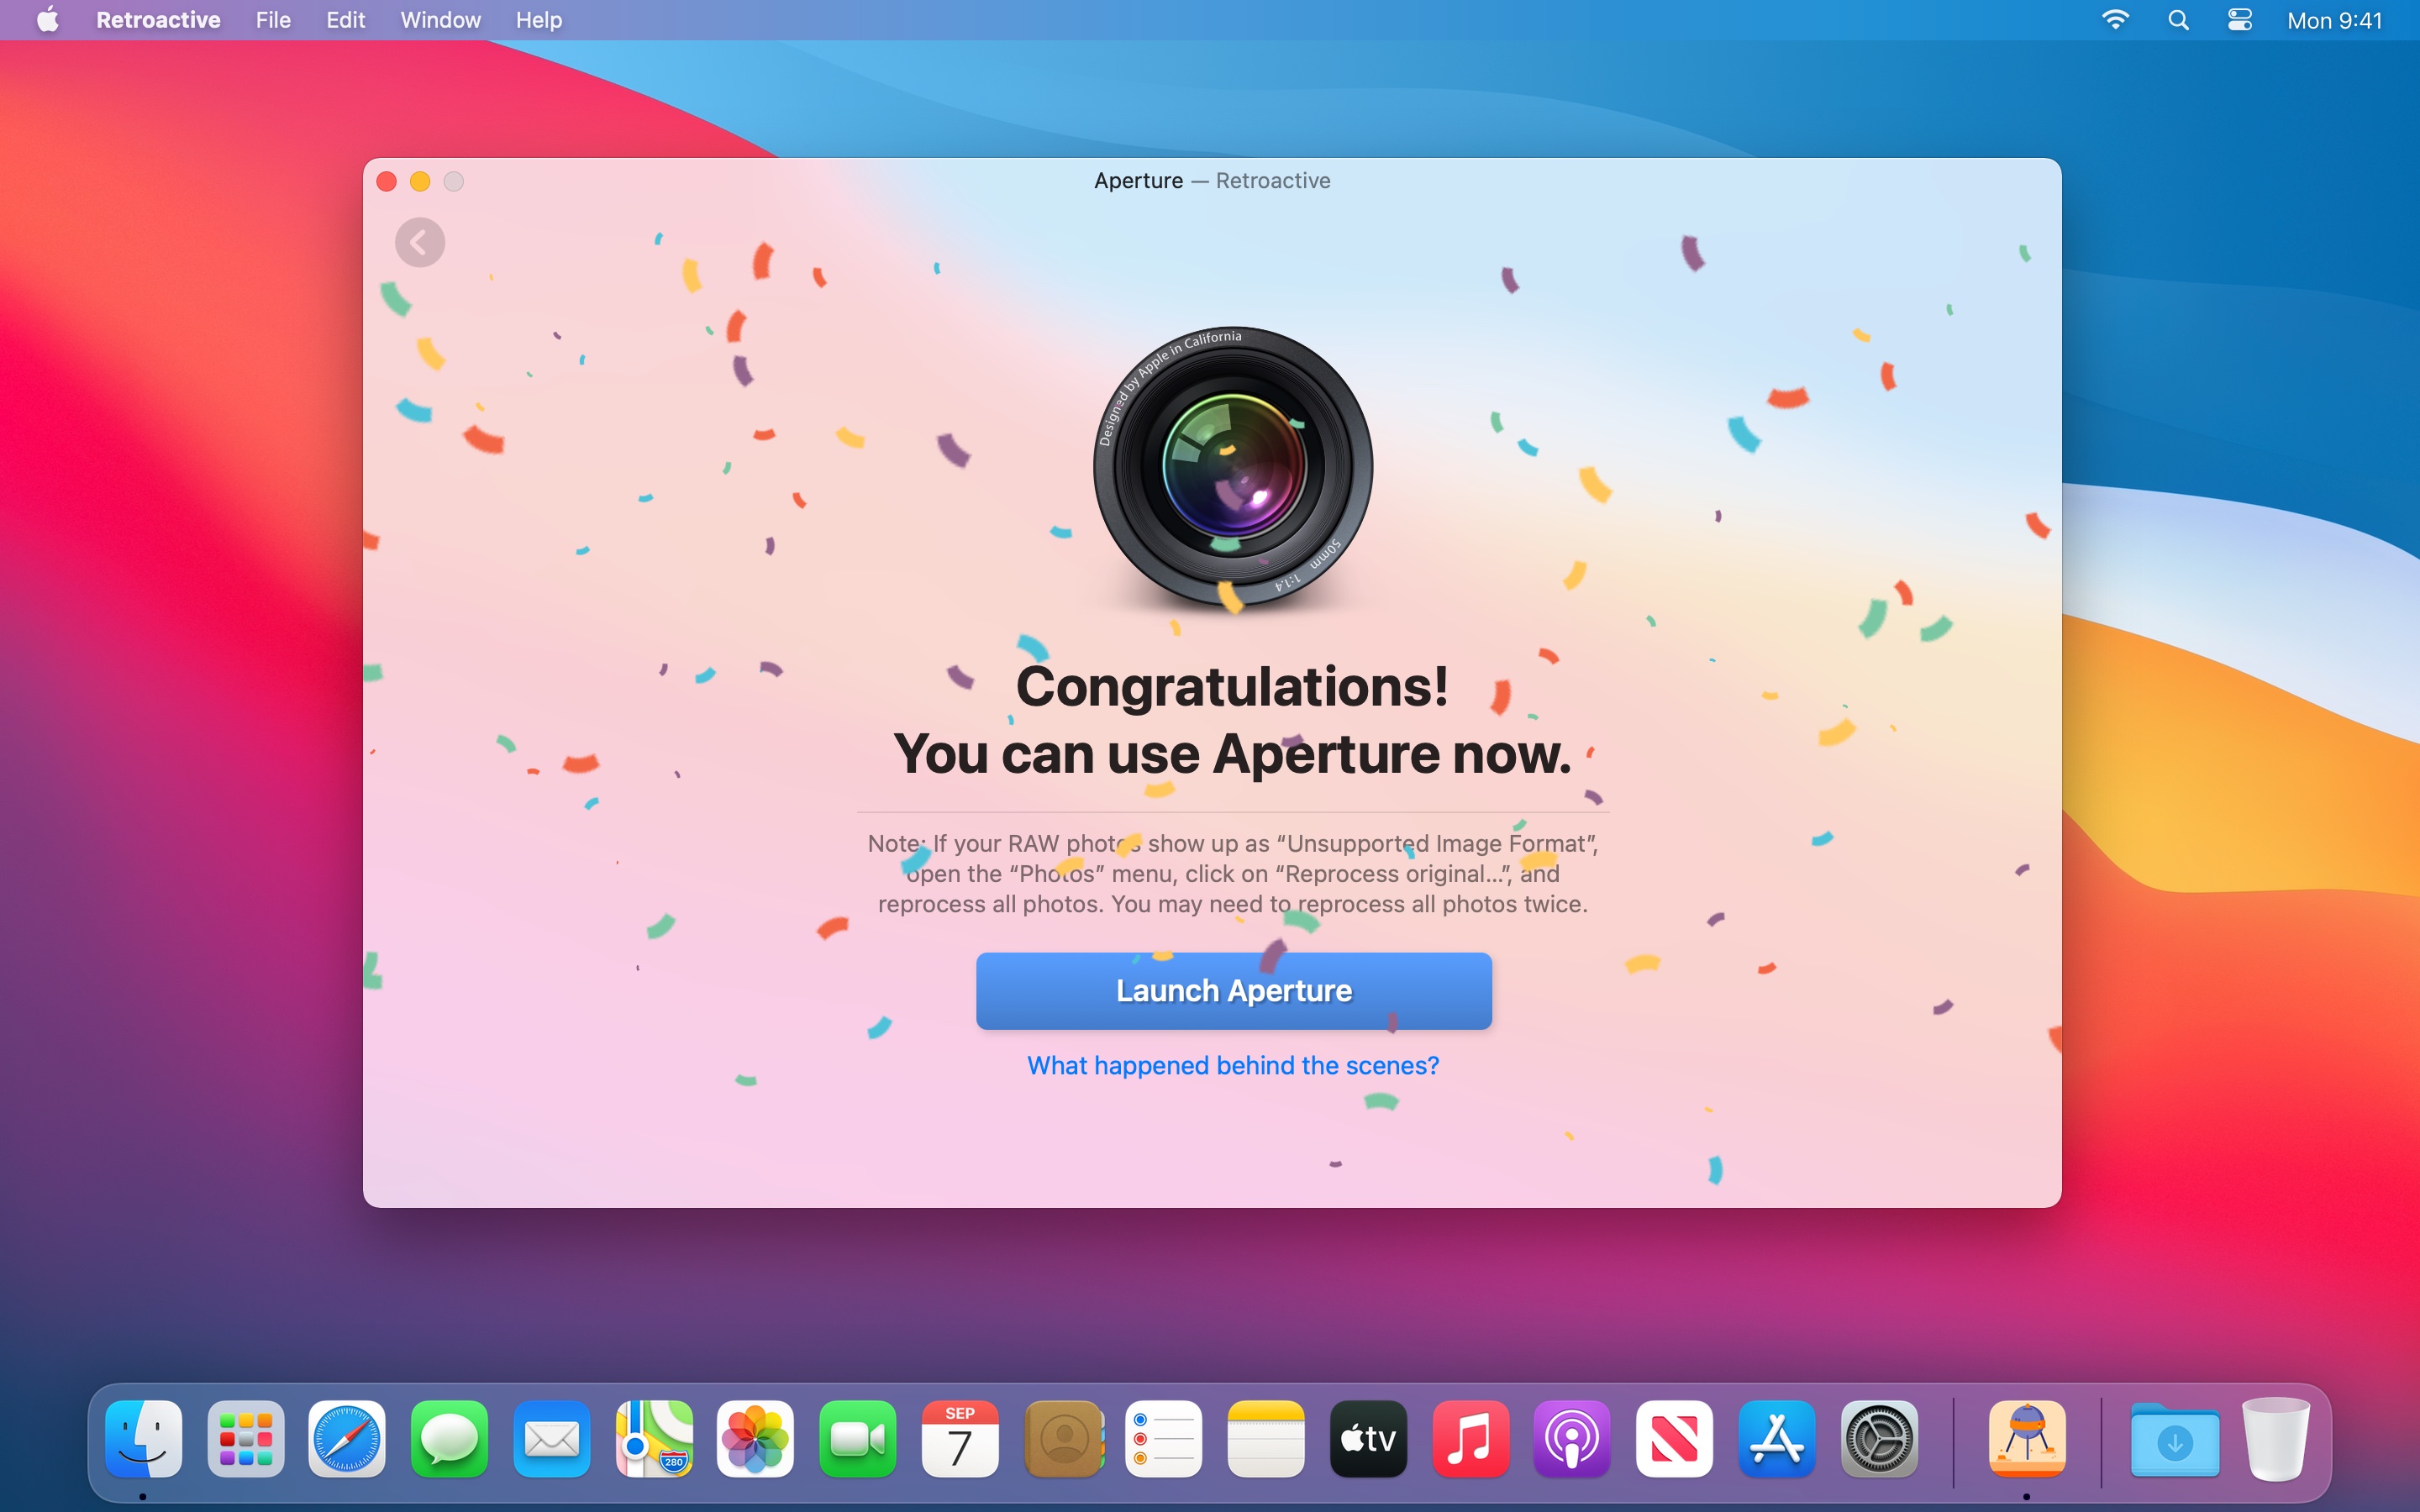 Retroactive File Edit Window Help Mon 9:41
Aperture — Retroactive
Designed by Apple in California
50mm 1:1.4
Congratulations!
You can use Aperture now.
Note: If your RAW photos show up as “Unsupported Image Format”,
open the “Photos” menu, click on “Reprocess original...”, and
reprocess all photos. You may need to reprocess all photos twice.
Launch Aperture
What happened behind the scenes?
280
SEP
7
tv